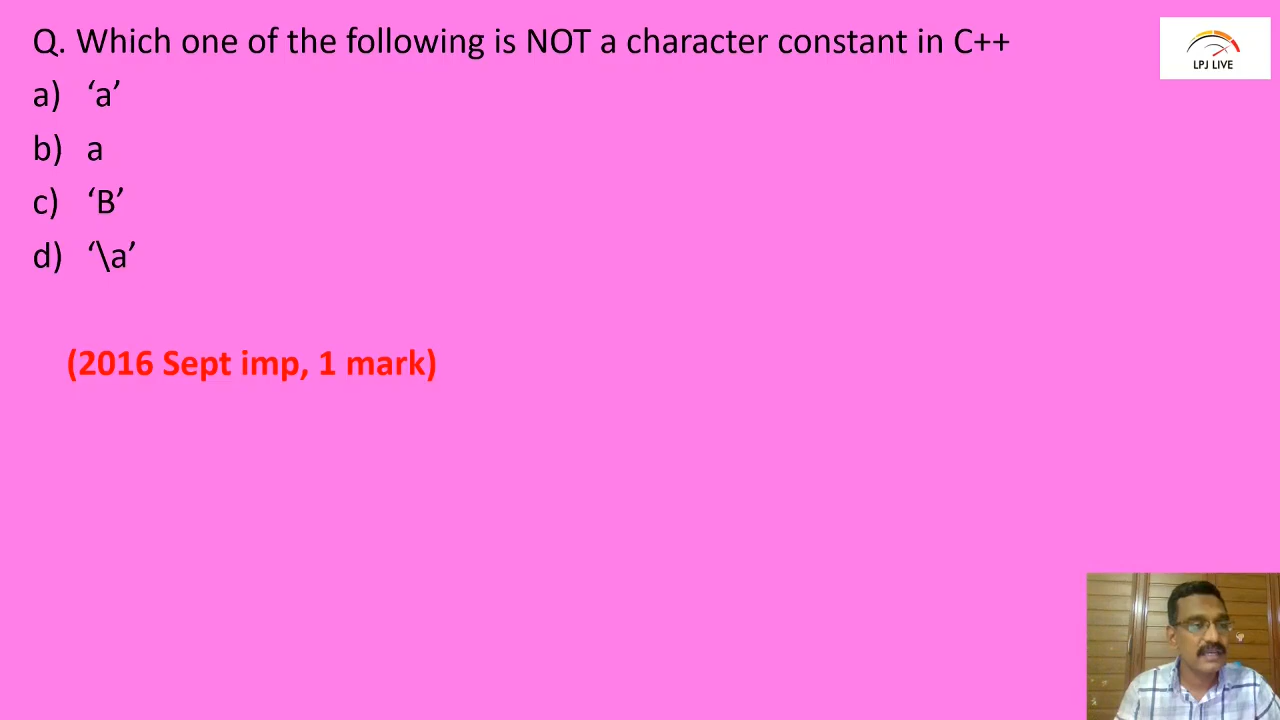 Q. Which one of the following is NOT a character constant in C++
LPJ LIVE
a) ‘a’
b) a
c) ‘B’
d) ‘\a’
(2016 Sept imp, 1 mark)